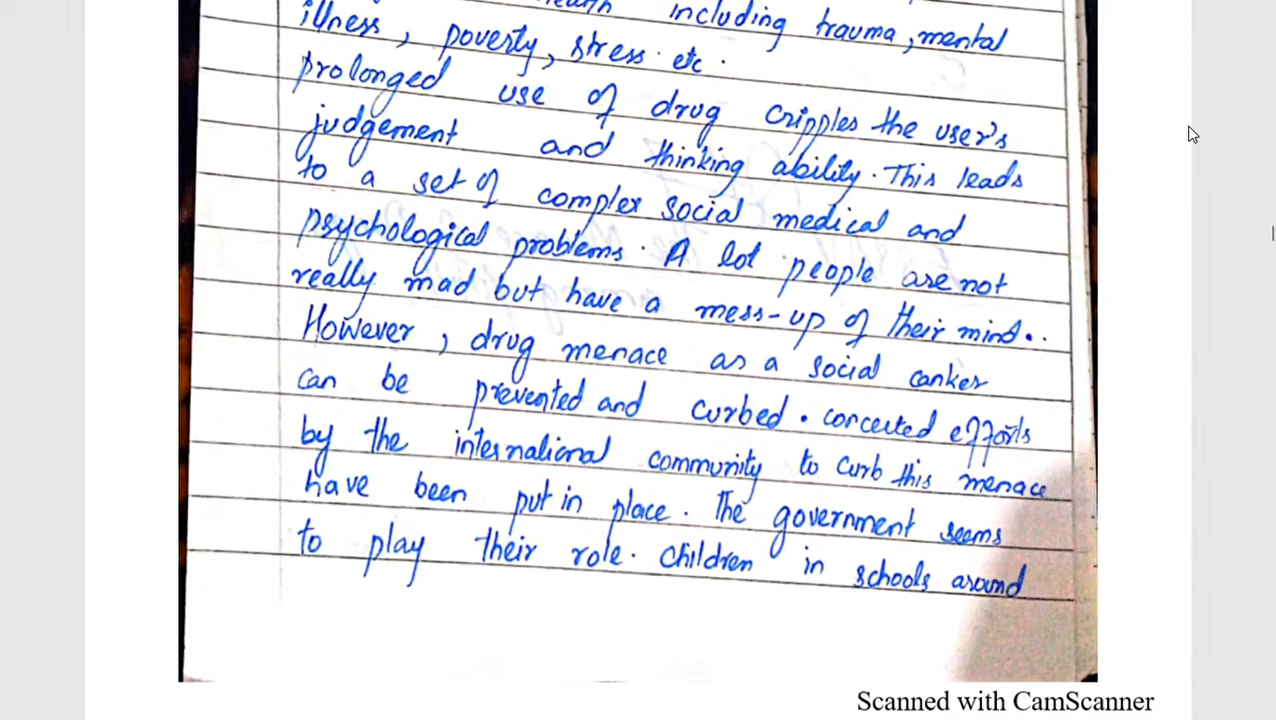 health including trauma, mental
illness, poverty, stress. etc.
prolonged use of drug cripples the user's
judgement and thinking ability. This leads
to a set of complex social medical and
psychological problems. A lot people are not
really mad but have a mess-up of their mind..
However, drug menace as a social canker
can be prevented and curbed. concerted efforts
by the international community to curb this menace
have been put in place. The government seems
to play their role. children in schools around
Scanned with CamScanner